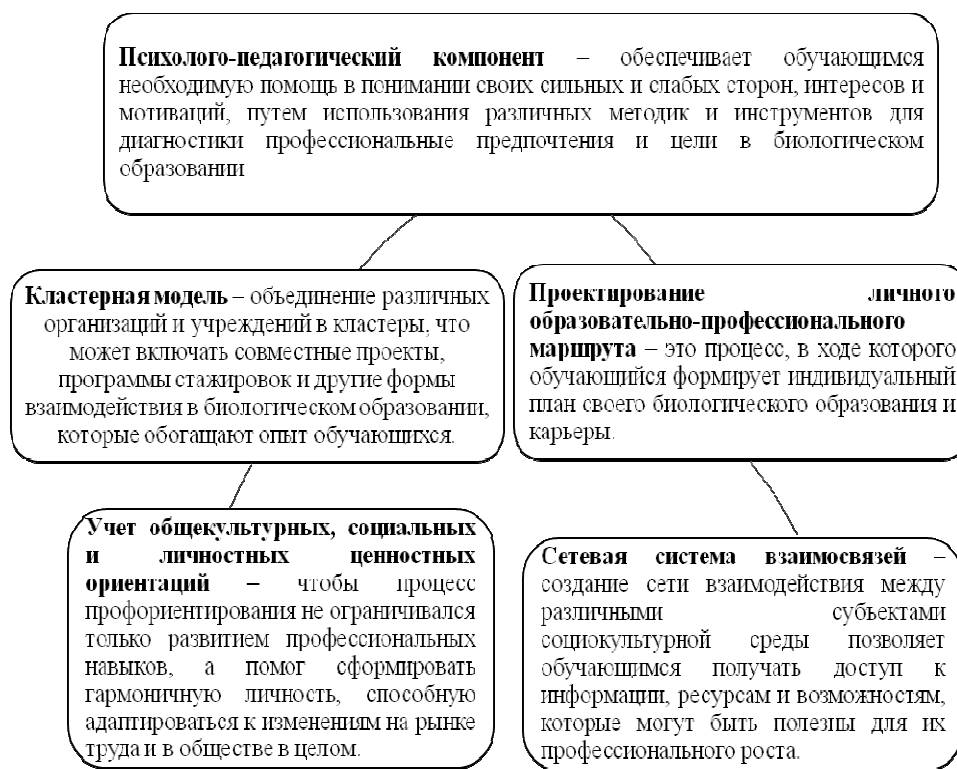 Психолого-педагогический компонент – обеспечивает обучающимся
необходимую помощь в понимании своих сильных и слабых сторон, интересов и
мотиваций, путем использования различных методик и инструментов для
диагностики профессиональные предпочтения и цели в биологическом
образовании
Кластерная модель – объединение различных
организаций и учреждений в кластеры, что
может включать совместные проекты,
программы стажировок и другие формы
взаимодействия в биологическом образовании,
которые обогащают опыт обучающихся.
Проектирование личного
образовательно-профессионального
маршрута – это процесс, в ходе которого
обучающийся формирует индивидуальный
план своего биологического образования и
карьеры.
Учет общекультурных, социальных
и личностных ценностных
ориентаций – чтобы процесс
профориентирования не ограничивался
только развитием профессиональных
навыков, а помог сформировать
гармоничную личность, способную
адаптироваться к изменениям на рынке
труда и в обществе в целом.
Сетевая система взаимосвязей –
создание сети взаимодействия между
различными субъектами
социокультурной среды позволяет
обучающимся получать доступ к
информации, ресурсам и возможностям,
которые могут быть полезны для их
профессионального роста.